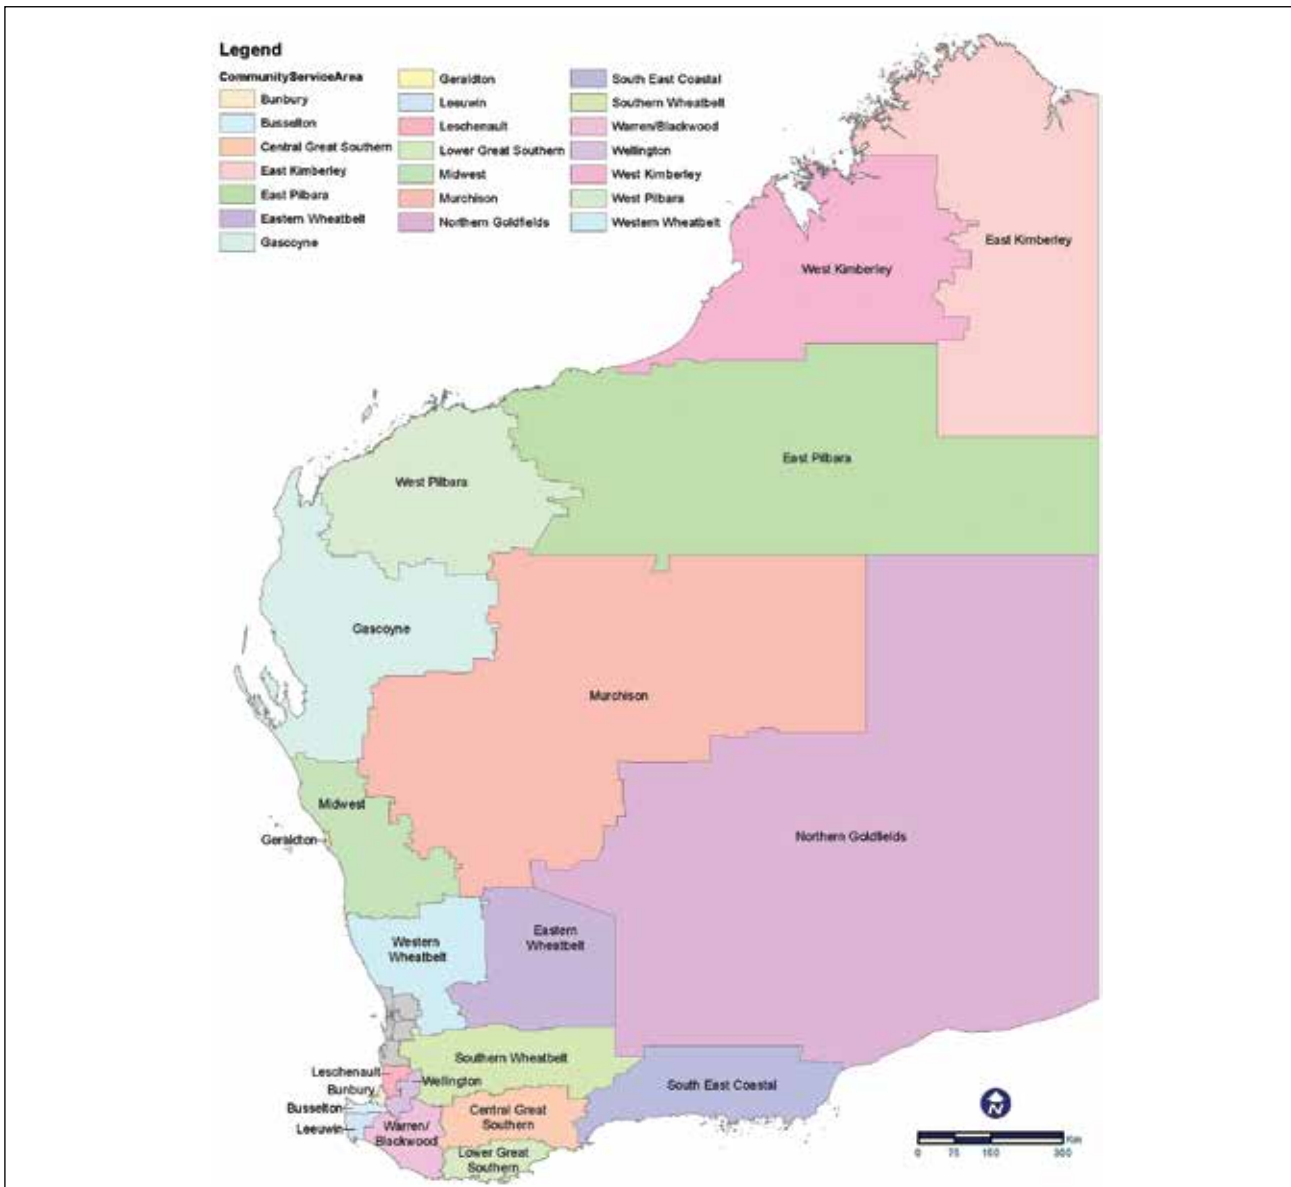 Legend
CommunityServiceArea
Bunbury
Busselton
Central Great Southern
East Kimberley
East Pilbara
Eastern Wheatbelt
Gascoyne
Geraldton
Leeuwin
Leschenault
Lower Great Southern
Midwest
Murchison
Northern Goldfields
South East Coastal
Southern Wheatbelt
Warren/Blackwood
Wellington
West Kimberley
West Pilbara
Western Wheatbelt
East Kimberley
West Kimberley
East Pilbara
West Pilbara
Gascoyne
Murchison
Midwest
Geraldton
Northern Goldfields
Eastern
Wheatbelt
Western
Wheatbelt
Southern Wheatbelt
Leschenault
Wellington
Bunbury
South East Coastal
Busselton
Central Great
Southern
Leeuwin
Warren/
Blackwood
Lower Great
Southern
N
Km
0 75 150 300